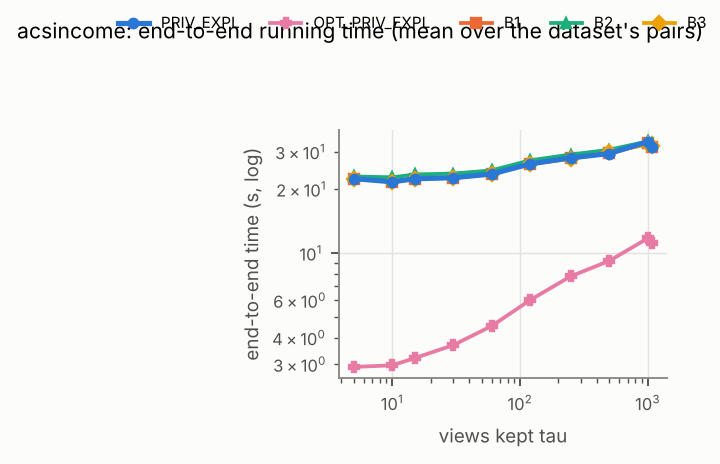 PRIV_EXPL OPT_PRIV_EXPL B1 B2 B3
acsincome: end-to-end running time (mean over the dataset's pairs)
end-to-end time (s, log)
3 × 10¹
2 × 10¹
10¹
6 × 10⁰
4 × 10⁰
3 × 10⁰
10¹ 10² 10³
views kept tau